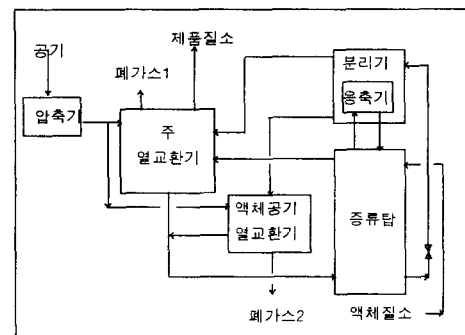 공기
제품질소
폐가스1
분리기
응축기
압축기
주
열교환기
액체공기
열교환기
증류탑
폐가스2
액체질소